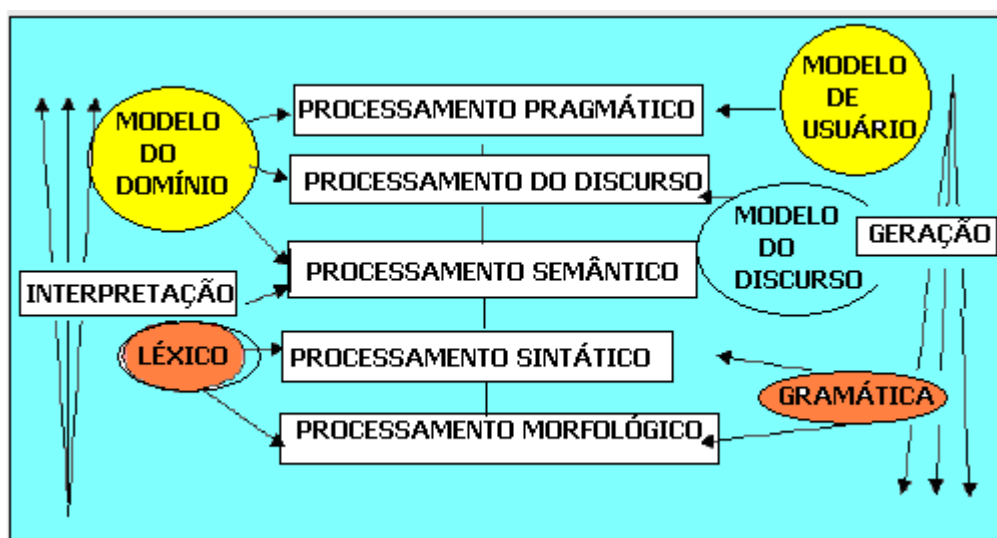 MODELO
DE
USUÁRIO
PROCESSAMENTO PRAGMÁTICO
MODELO
DO
DOMÍNIO
PROCESSAMENTO DO DISCURSO
MODELO
DO
DISCURSO
GERAÇÃO
PROCESSAMENTO SEMÂNTICO
INTERPRETAÇÃO
LÉXICO
PROCESSAMENTO SINTÁTICO
GRAMÁTICA
PROCESSAMENTO MORFOLÓGICO